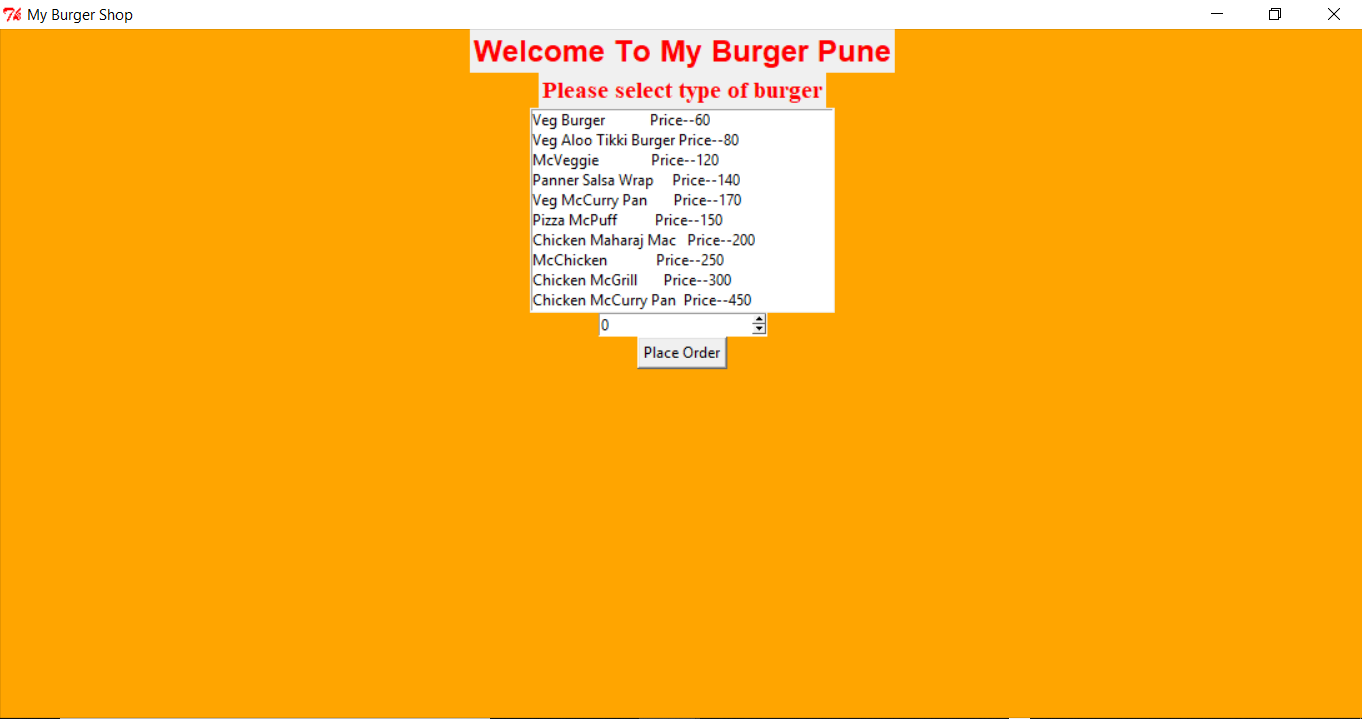 My Burger Shop
Welcome To My Burger Pune
Please select type of burger
Veg Burger Price--60
Veg Aloo Tikki Burger Price--80
McVeggie Price--120
Panner Salsa Wrap Price--140
Veg McCurry Pan Price--170
Pizza McPuff Price--150
Chicken Maharaj Mac Price--200
McChicken Price--250
Chicken McGrill Price--300
Chicken McCurry Pan Price--450
0
Place Order